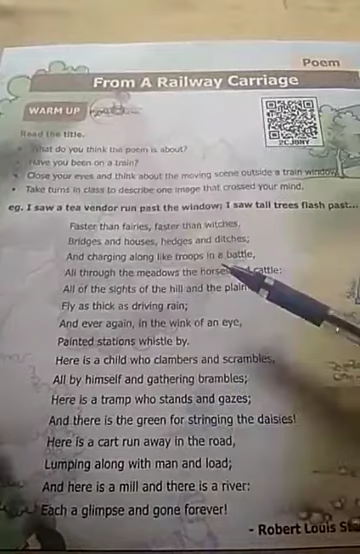 Poem
From A Railway Carriage
WARM UP
2CJ8NY
Read the title.
What do you think the poem is about?
Have you been on a train?
• Close your eyes and think about the moving scene outside a train window.
• Take turns in class to describe one image that crossed your mind.
eg. I saw a tea vendor run past the window; I saw tall trees flash past...
Faster than fairies, faster than witches,
Bridges and houses, hedges and ditches;
And charging along like troops in a battle,
All through the meadows the horses cattle:
All of the sights of the hill and the plain
Fly as thick as driving rain;
And ever again, in the wink of an eye,
Painted stations whistle by.
Here is a child who clambers and scrambles,
All by himself and gathering brambles;
Here is a tramp who stands and gazes;
And there is the green for stringing the daisies!
Here is a cart run away in the road,
Lumping along with man and load;
And here is a mill and there is a river:
Each a glimpse and gone forever!
- Robert Louis